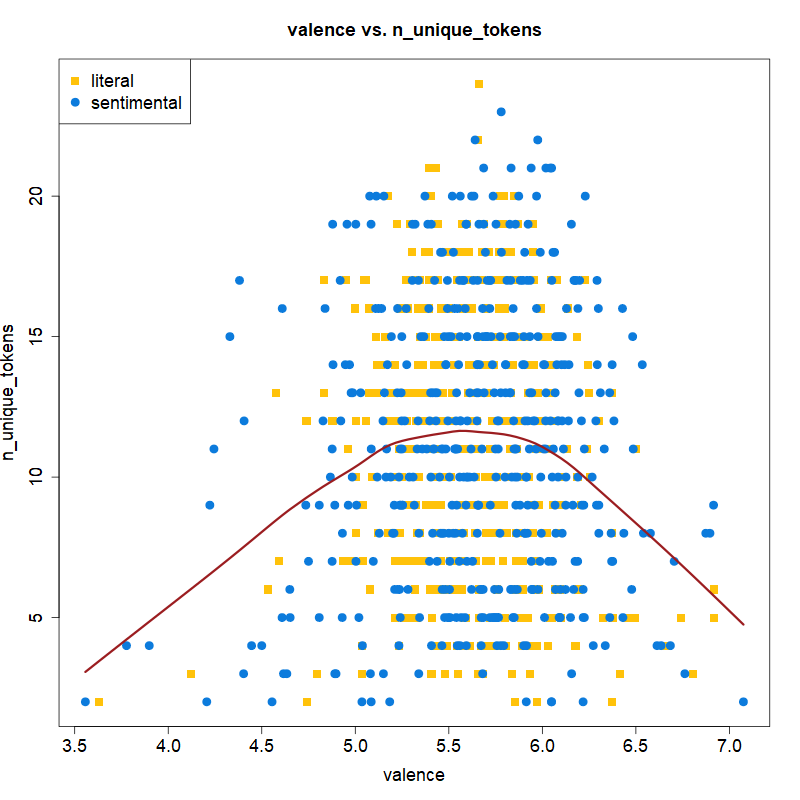 valence vs. n_unique_tokens
literal
sentimental
n_unique_tokens
20
15
10
5
3.5 4.0 4.5 5.0 5.5 6.0 6.5 7.0
valence